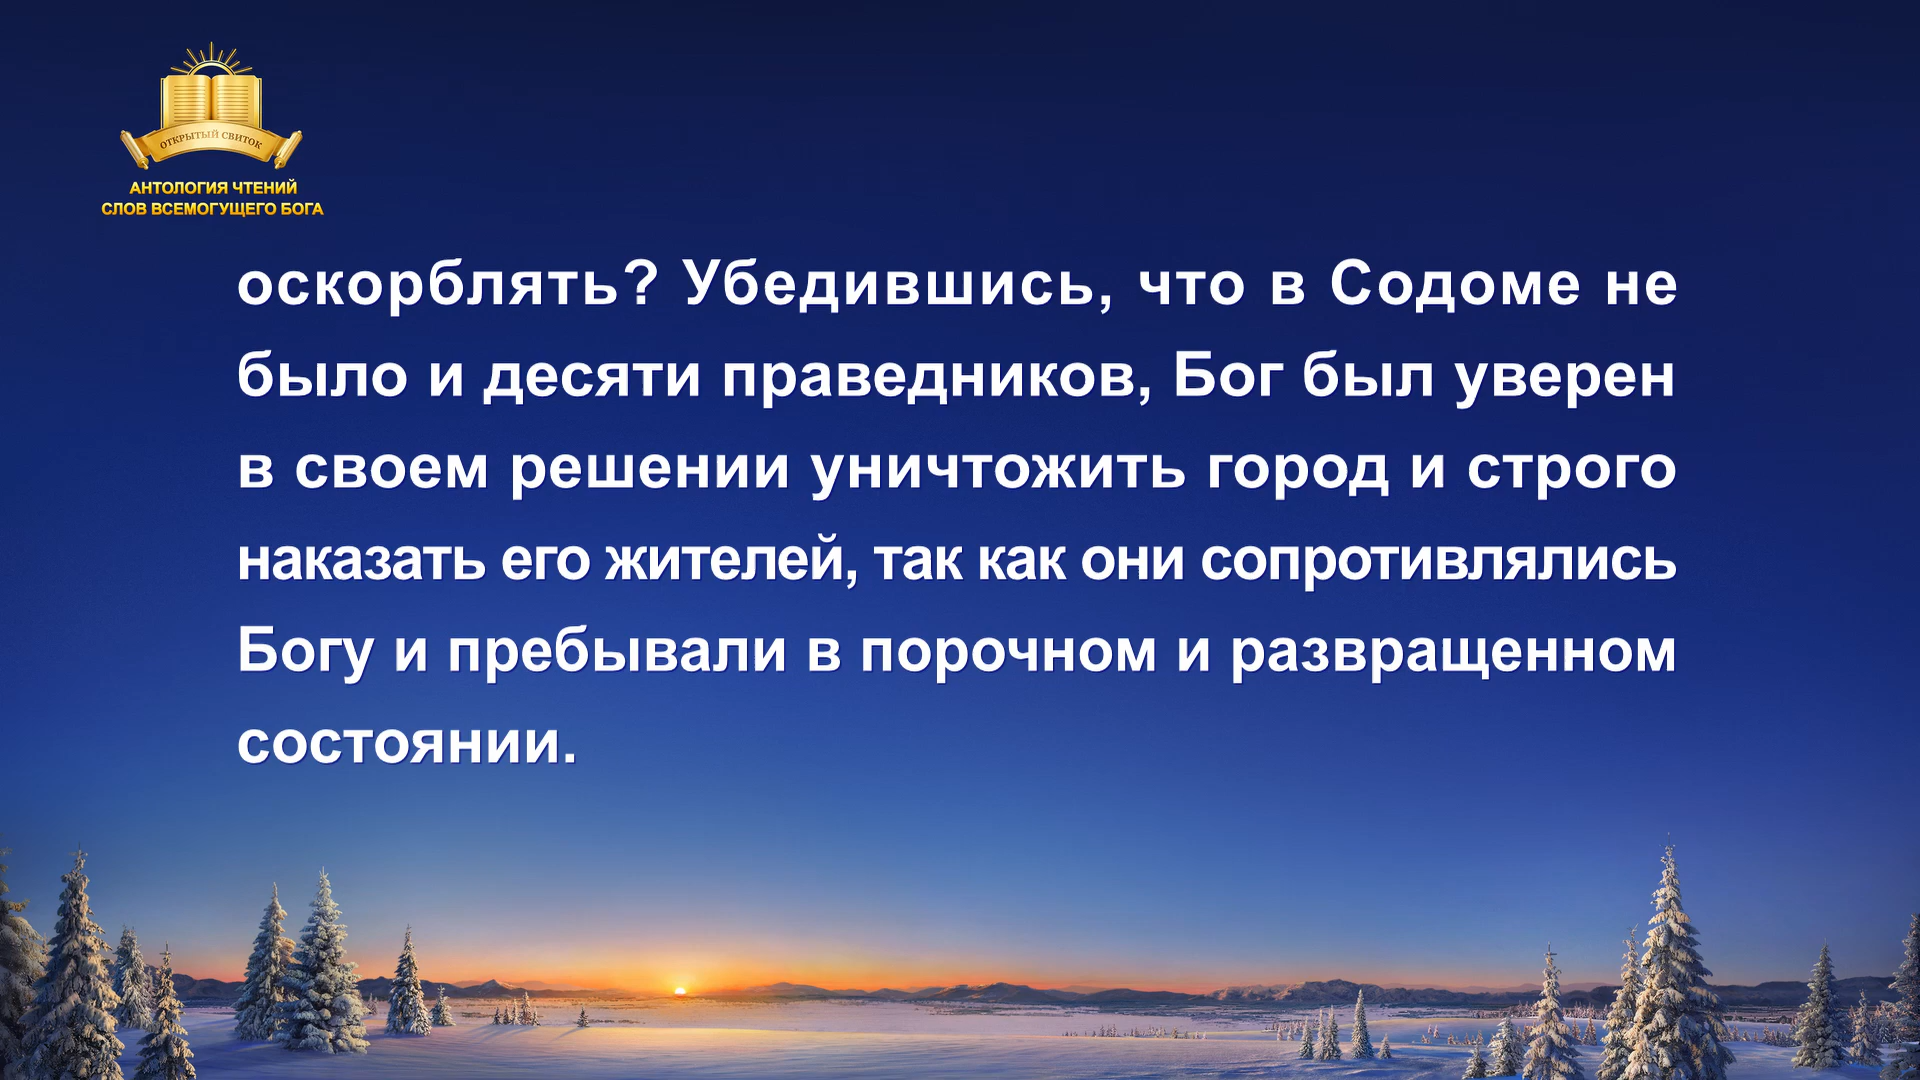 ОТКРЫТЫЙ СВИТОК
АНТОЛОГИЯ ЧТЕНИЙ
СЛОВ ВСЕМОГУЩЕГО БОГА
оскорблять? Убедившись, что в Содоме не
было и десяти праведников, Бог был уверен
в своем решении уничтожить город и строго
наказать его жителей, так как они сопротивлялись
Богу и пребывали в порочном и развращенном
состоянии.